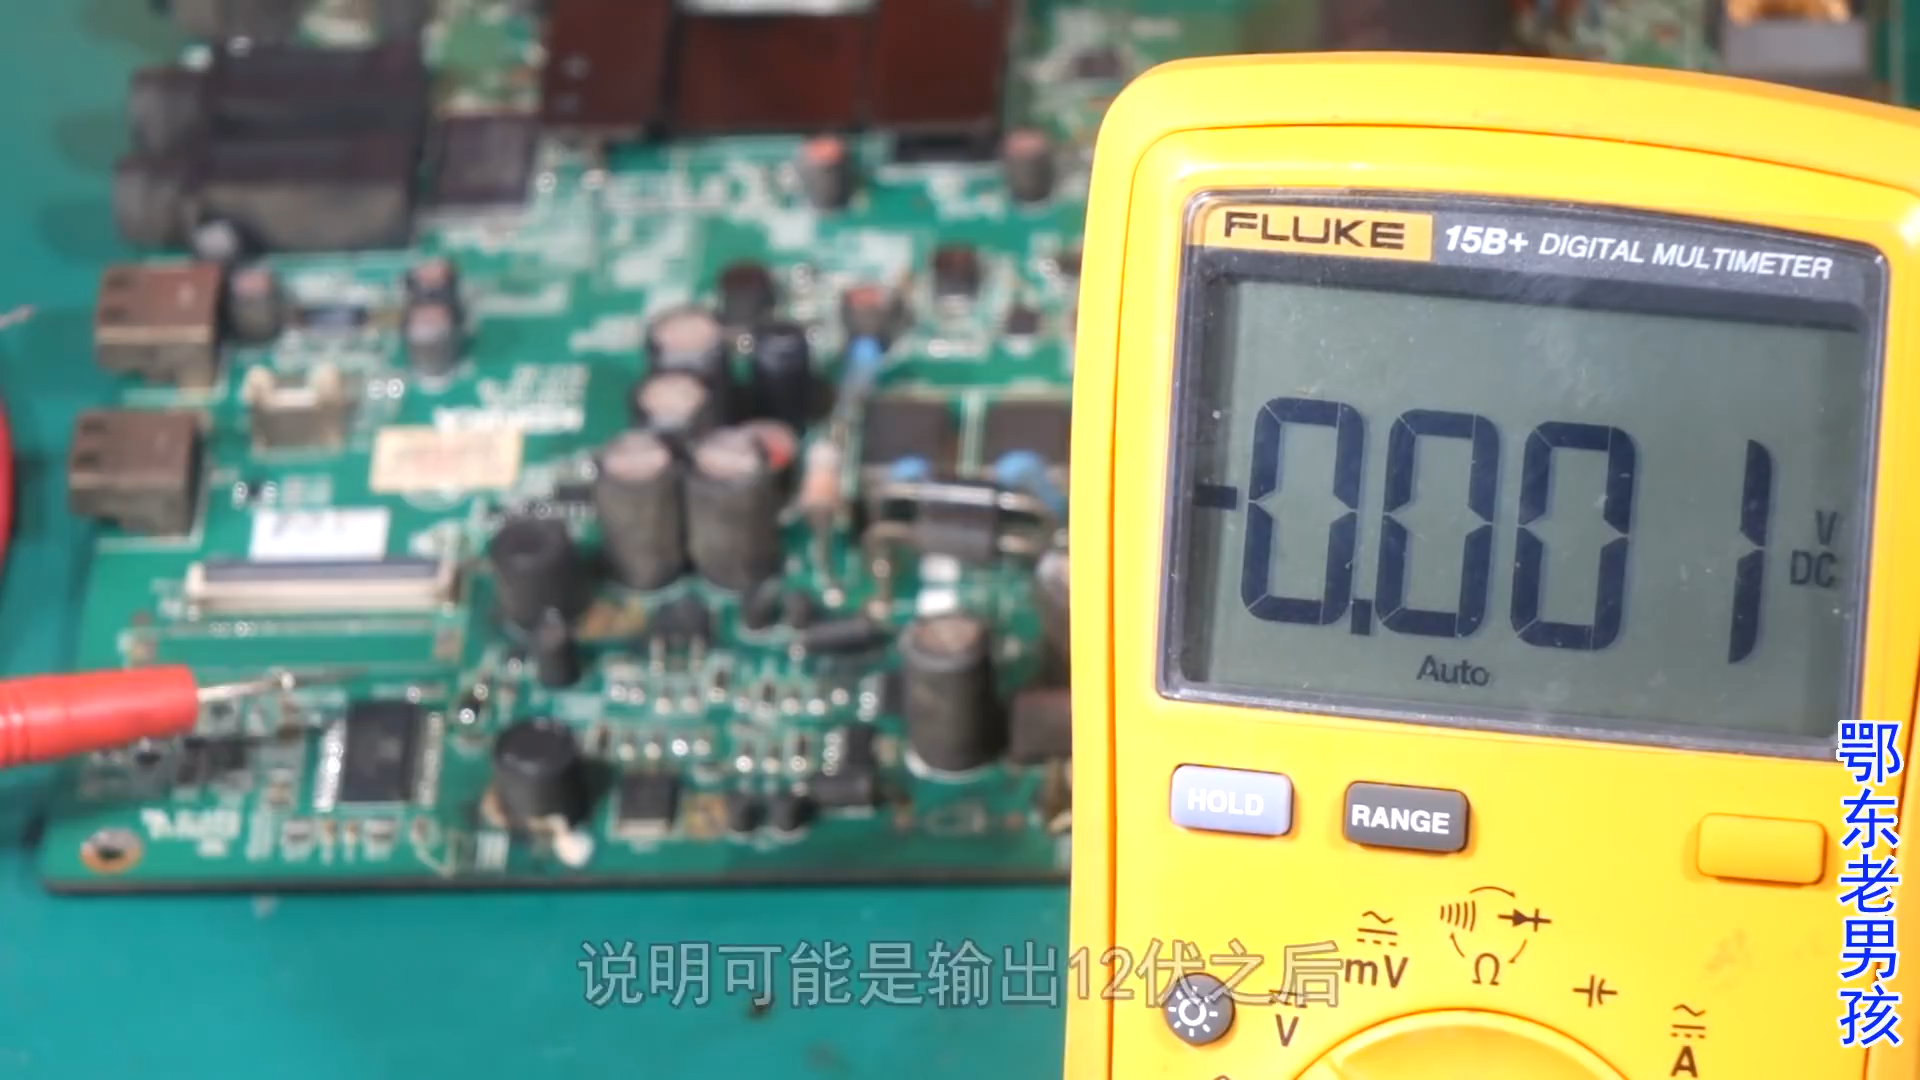 FLUKE 15B+ DIGITAL MULTIMETER
-0.001
V
DC
Auto
HOLD
RANGE
mV
Ω
V
A
说明可能是输出12伏之后
鄂东老男孩